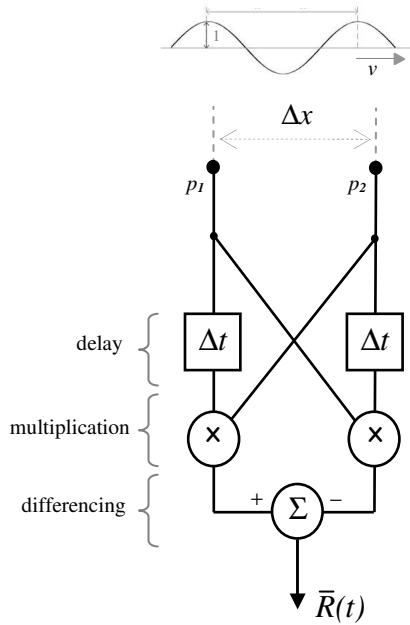 1
v
Δx
p1 p2
delay Δt Δt
multiplication × ×
differencing + Σ −
R̅(t)